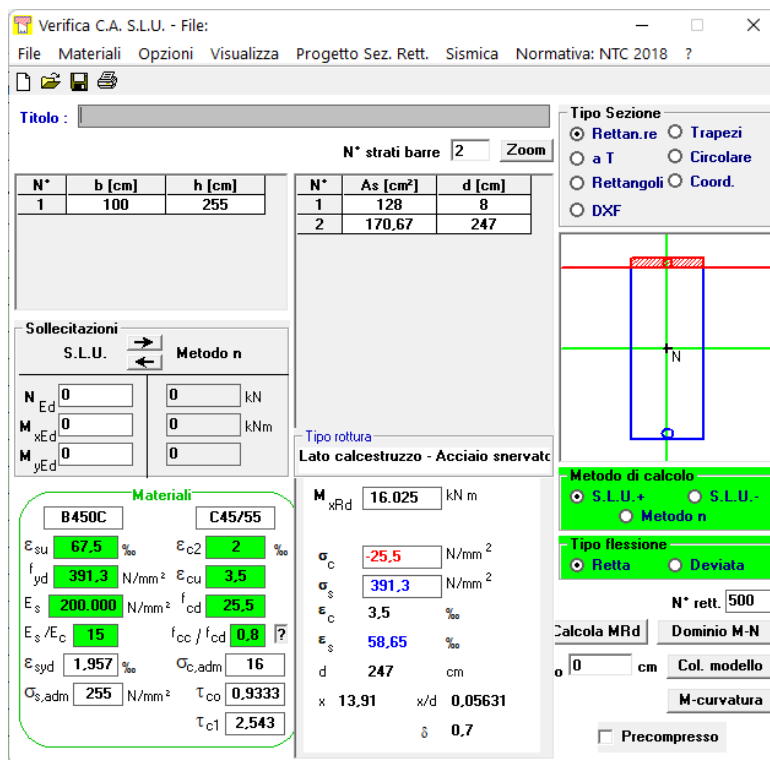 Verifica C.A. S.L.U. - File:
File Materiali Opzioni Visualizza Progetto Sez. Rett. Sismica Normativa: NTC 2018 ?
Titolo :
N° strati barre 2 Zoom
N° b [cm] h [cm]
1 100 255
N° As [cm²] d [cm]
1 128 8
2 170,67 247
Tipo Sezione
Rettan.re Trapezi
a T Circolare
Rettangoli Coord.
DXF
N
Sollecitazioni
S.L.U. Metodo n
N Ed 0 0 kN
M xEd 0 0 kNm
M yEd 0 0
Materiali
B450C C45/55
εsu 67,5 ‰ εc2 2 ‰
fyd 391,3 N/mm² εcu 3,5
Es 200.000 N/mm² fcd 25,5
Es /Ec 15 fcc / fcd 0,8 ?
εsyd 1,957 ‰ σc,adm 16
σs,adm 255 N/mm² τco 0,9333
τc1 2,543
Tipo rottura
Lato calcestruzzo - Acciaio snervato
M xRd 16.025 kN m
σc -25,5 N/mm²
σs 391,3 N/mm²
εc 3,5 ‰
εs 58,65 ‰
d 247 cm
x 13,91 x/d 0,05631
δ 0,7
Metodo di calcolo
S.L.U.+ S.L.U.-
Metodo n
Tipo flessione
Retta Deviata
N° rett. 500
Calcola MRd Dominio M-N
o 0 cm Col. modello
M-curvatura
Precompresso